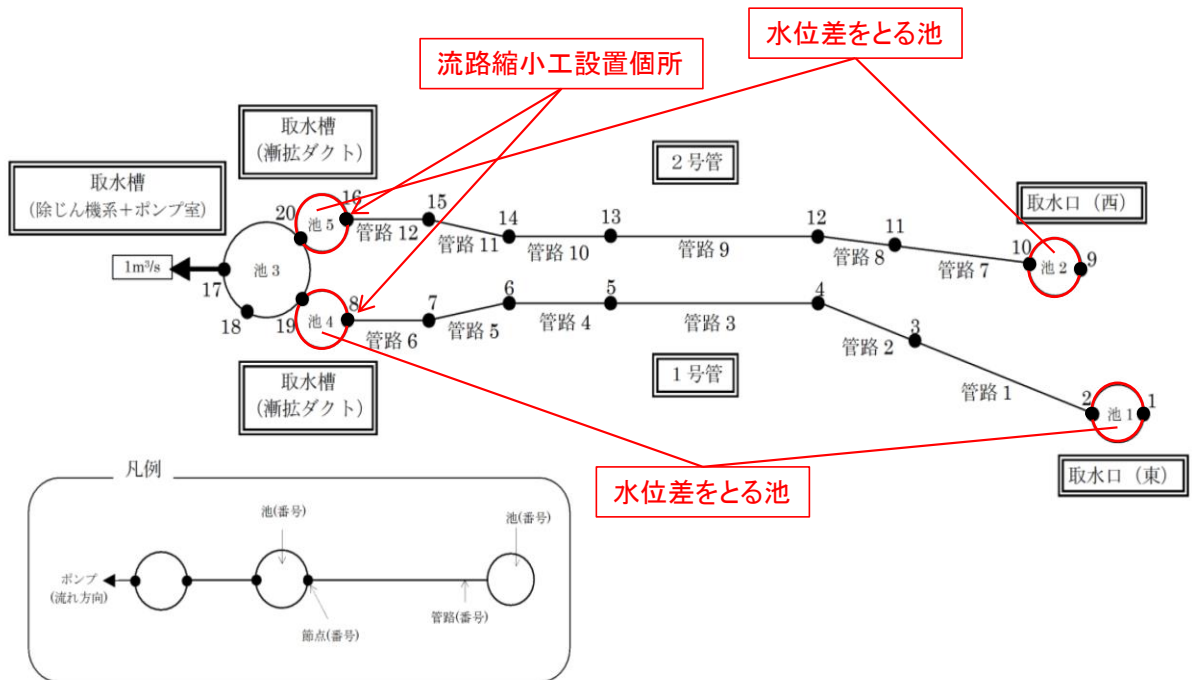 水位差をとる池
流路縮小工設置個所
取水槽
(漸拡ダクト)
2号管
取水槽
(除じん機系+ポンプ室)
取水口(西)
20
池5
16
管路12
15
管路11
14
管路10
13
管路9
12
管路8
11
管路7
10
池2
9
1m³/s
17
池3
18
19
池4
8
管路6
7
管路5
6
管路4
5
管路3
4
管路2
3
管路1
2
池1
1
取水槽
(漸拡ダクト)
1号管
取水口(東)
水位差をとる池
凡例
池(番号)
池(番号)
ポンプ
(流れ方向)
節点(番号)
管路(番号)